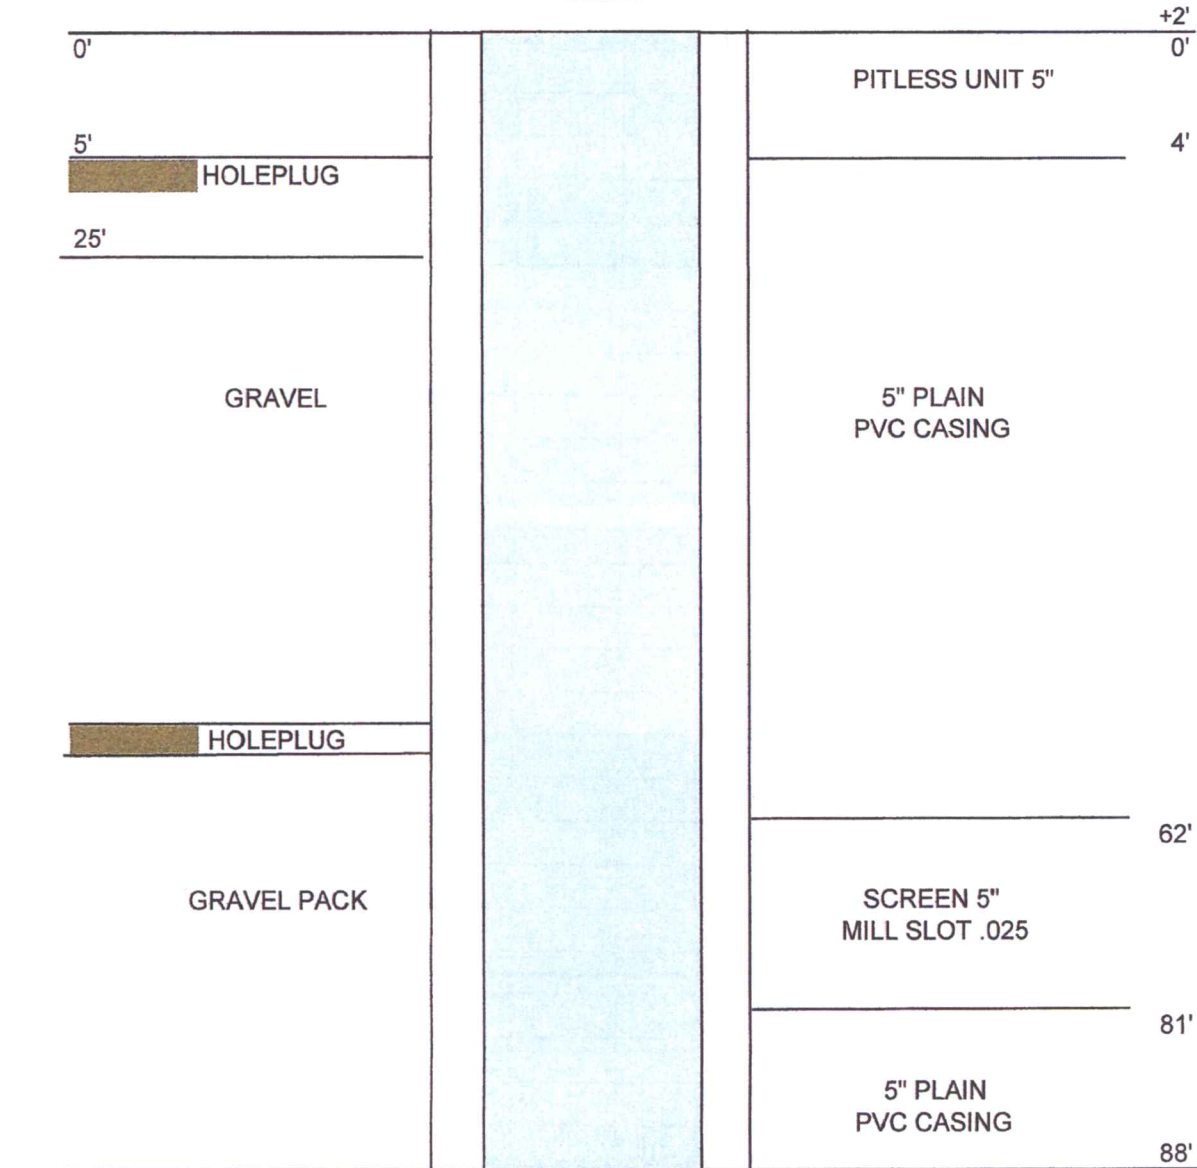 +2'
0'
0'
PITLESS UNIT 5"
5'
4'
HOLEPLUG
25'
GRAVEL
5" PLAIN
PVC CASING
HOLEPLUG
62'
GRAVEL PACK
SCREEN 5"
MILL SLOT .025
81'
5" PLAIN
PVC CASING
88'